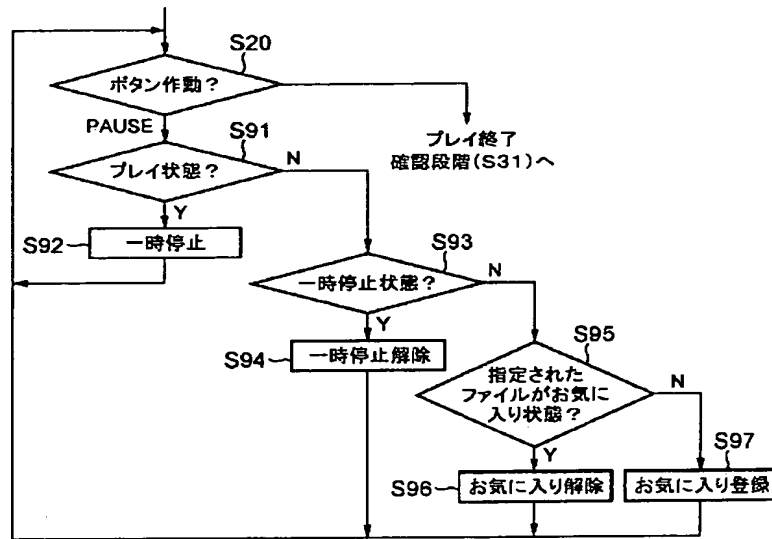 S20
ボタン作動？
PAUSE
プレイ終了
確認段階(S31)へ
S91
プレイ状態？
N
Y
S92
一時停止
S93
一時停止状態？
N
Y
S94
一時停止解除
S95
指定された
ファイルがお気に
入り状態？
N
Y
S96
お気に入り解除
S97
お気に入り登録